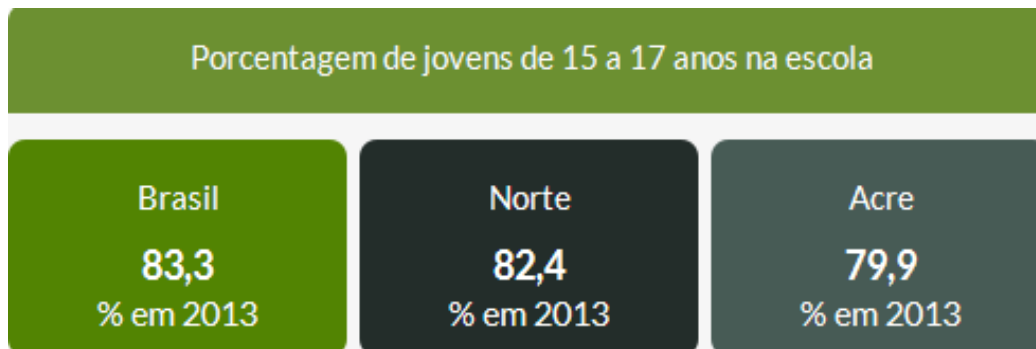 Porcentagem de jovens de 15 a 17 anos na escola
Brasil
83,3
% em 2013
Norte
82,4
% em 2013
Acre
79,9
% em 2013